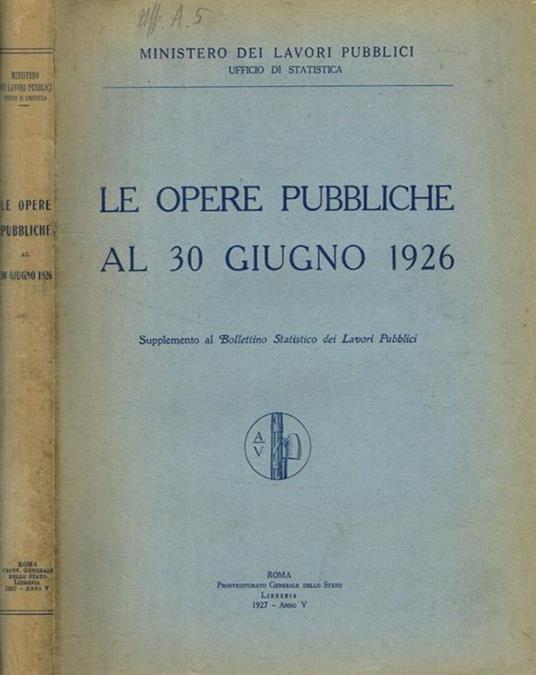 Uff. A. 5
MINISTERO
DEI LAVORI PUBBLICI
UFFICIO DI STATISTICA
LE OPERE
PUBBLICHE
AL
30 GIUGNO 1926
ROMA
PROVV. GENERALE
DELLO STATO
LIBRERIA
1927 - ANNO V
MINISTERO DEI LAVORI PUBBLICI
UFFICIO DI STATISTICA
LE OPERE PUBBLICHE
AL 30 GIUGNO 1926
Supplemento al Bollettino Statistico dei Lavori Pubblici
A
V
ROMA
PROVVEDITORATO GENERALE DELLO STATO
LIBRERIA
1927 - ANNO V